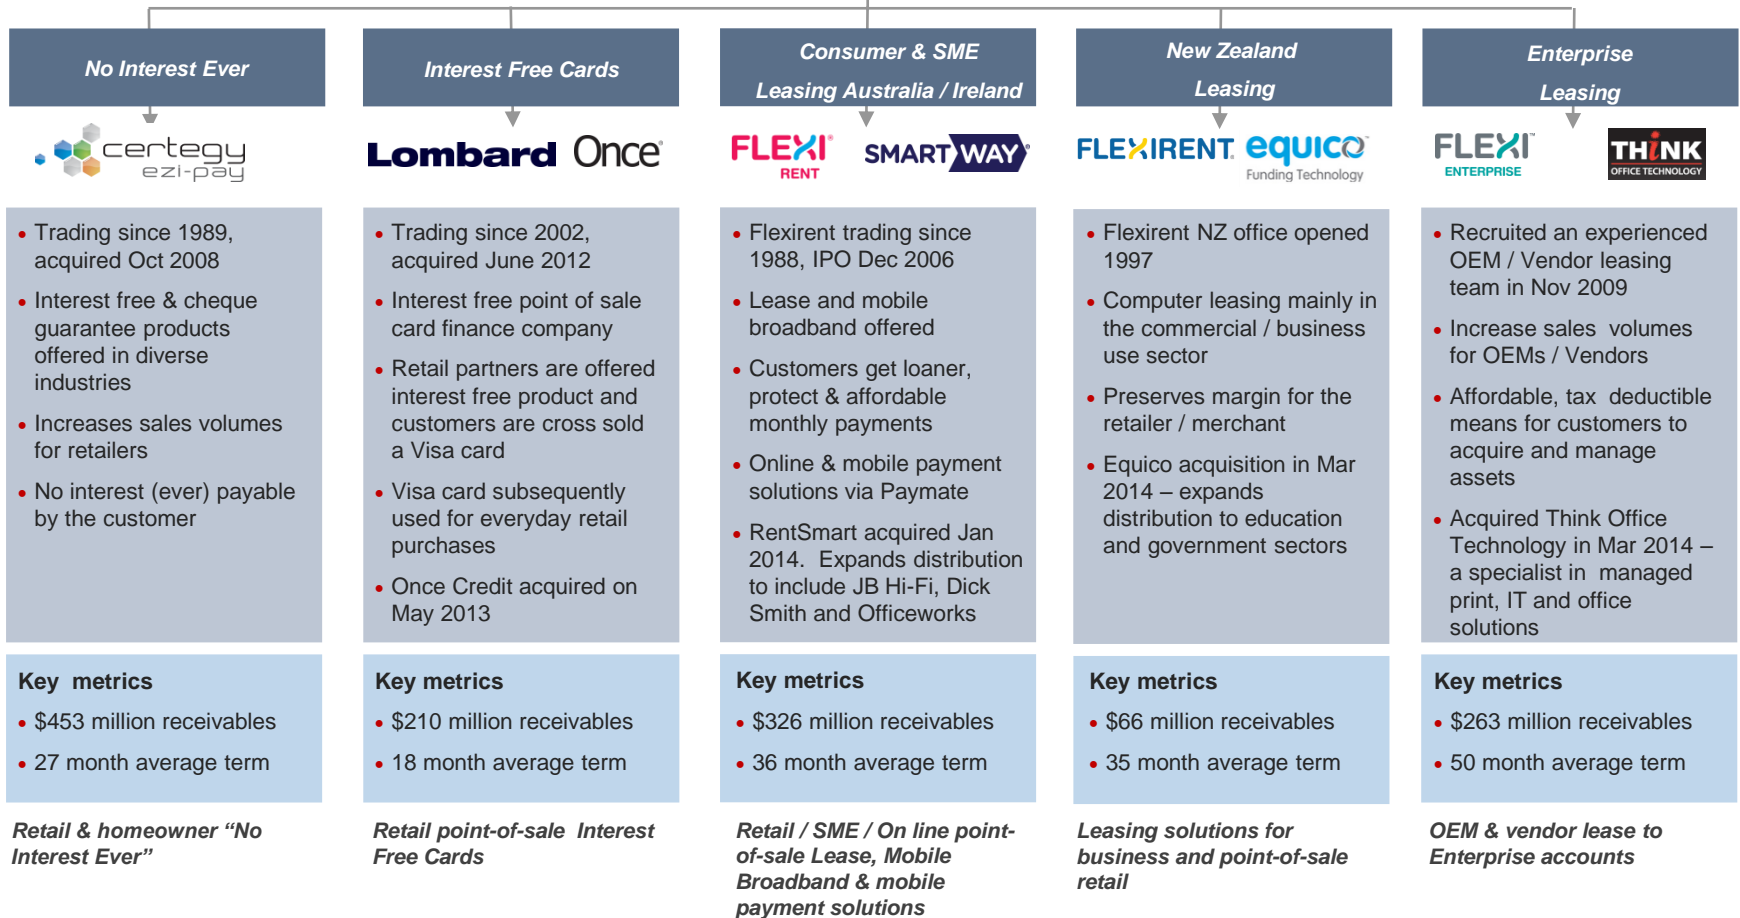 No Interest Ever
certegy
ezi-pay
• Trading since 1989,
acquired Oct 2008
• Interest free & cheque
guarantee products
offered in diverse
industries
• Increases sales volumes
for retailers
• No interest (ever) payable
by the customer
Key  metrics
• $453 million receivables
• 27 month average term
Retail & homeowner “No
Interest Ever”
Interest Free Cards
Lombard Once
• Trading since 2002,
acquired June 2012
• Interest free point of sale
card finance company
• Retail partners are offered
interest free product and
customers are cross sold
a Visa card
• Visa card subsequently
used for everyday retail
purchases
• Once Credit acquired on
May 2013
Key metrics
• $210 million receivables
• 18 month average term
Retail point-of-sale  Interest
Free Cards
Consumer & SME
Leasing Australia / Ireland
FLEXI®
RENT
SMARTWAY®
• Flexirent trading since
1988, IPO Dec 2006
• Lease and mobile
broadband offered
• Customers get loaner,
protect & affordable
monthly payments
• Online & mobile payment
solutions via Paymate
• RentSmart acquired Jan
2014.  Expands distribution
to include JB Hi-Fi, Dick
Smith and Officeworks
Key metrics
• $326 million receivables
• 36 month average term
Retail / SME / On line point-
of-sale Lease, Mobile
Broadband & mobile
payment solutions
New Zealand
Leasing
FLEXIRENT.
equico™
Funding Technology
• Flexirent NZ office opened
1997
• Computer leasing mainly in
the commercial / business
use sector
• Preserves margin for the
retailer / merchant
• Equico acquisition in Mar
2014 – expands
distribution to education
and government sectors
Key metrics
• $66 million receivables
• 35 month average term
Leasing solutions for
business and point-of-sale
retail
Enterprise
Leasing
FLEXI™
ENTERPRISE
THiNK
OFFICE TECHNOLOGY
• Recruited an experienced
OEM / Vendor leasing
team in Nov 2009
• Increase sales  volumes
for OEMs / Vendors
• Affordable, tax  deductible
means for customers to
acquire and manage
assets
• Acquired Think Office
Technology in Mar 2014 –
a specialist in  managed
print, IT and office
solutions
Key metrics
• $263 million receivables
• 50 month average term
OEM & vendor lease to
Enterprise accounts